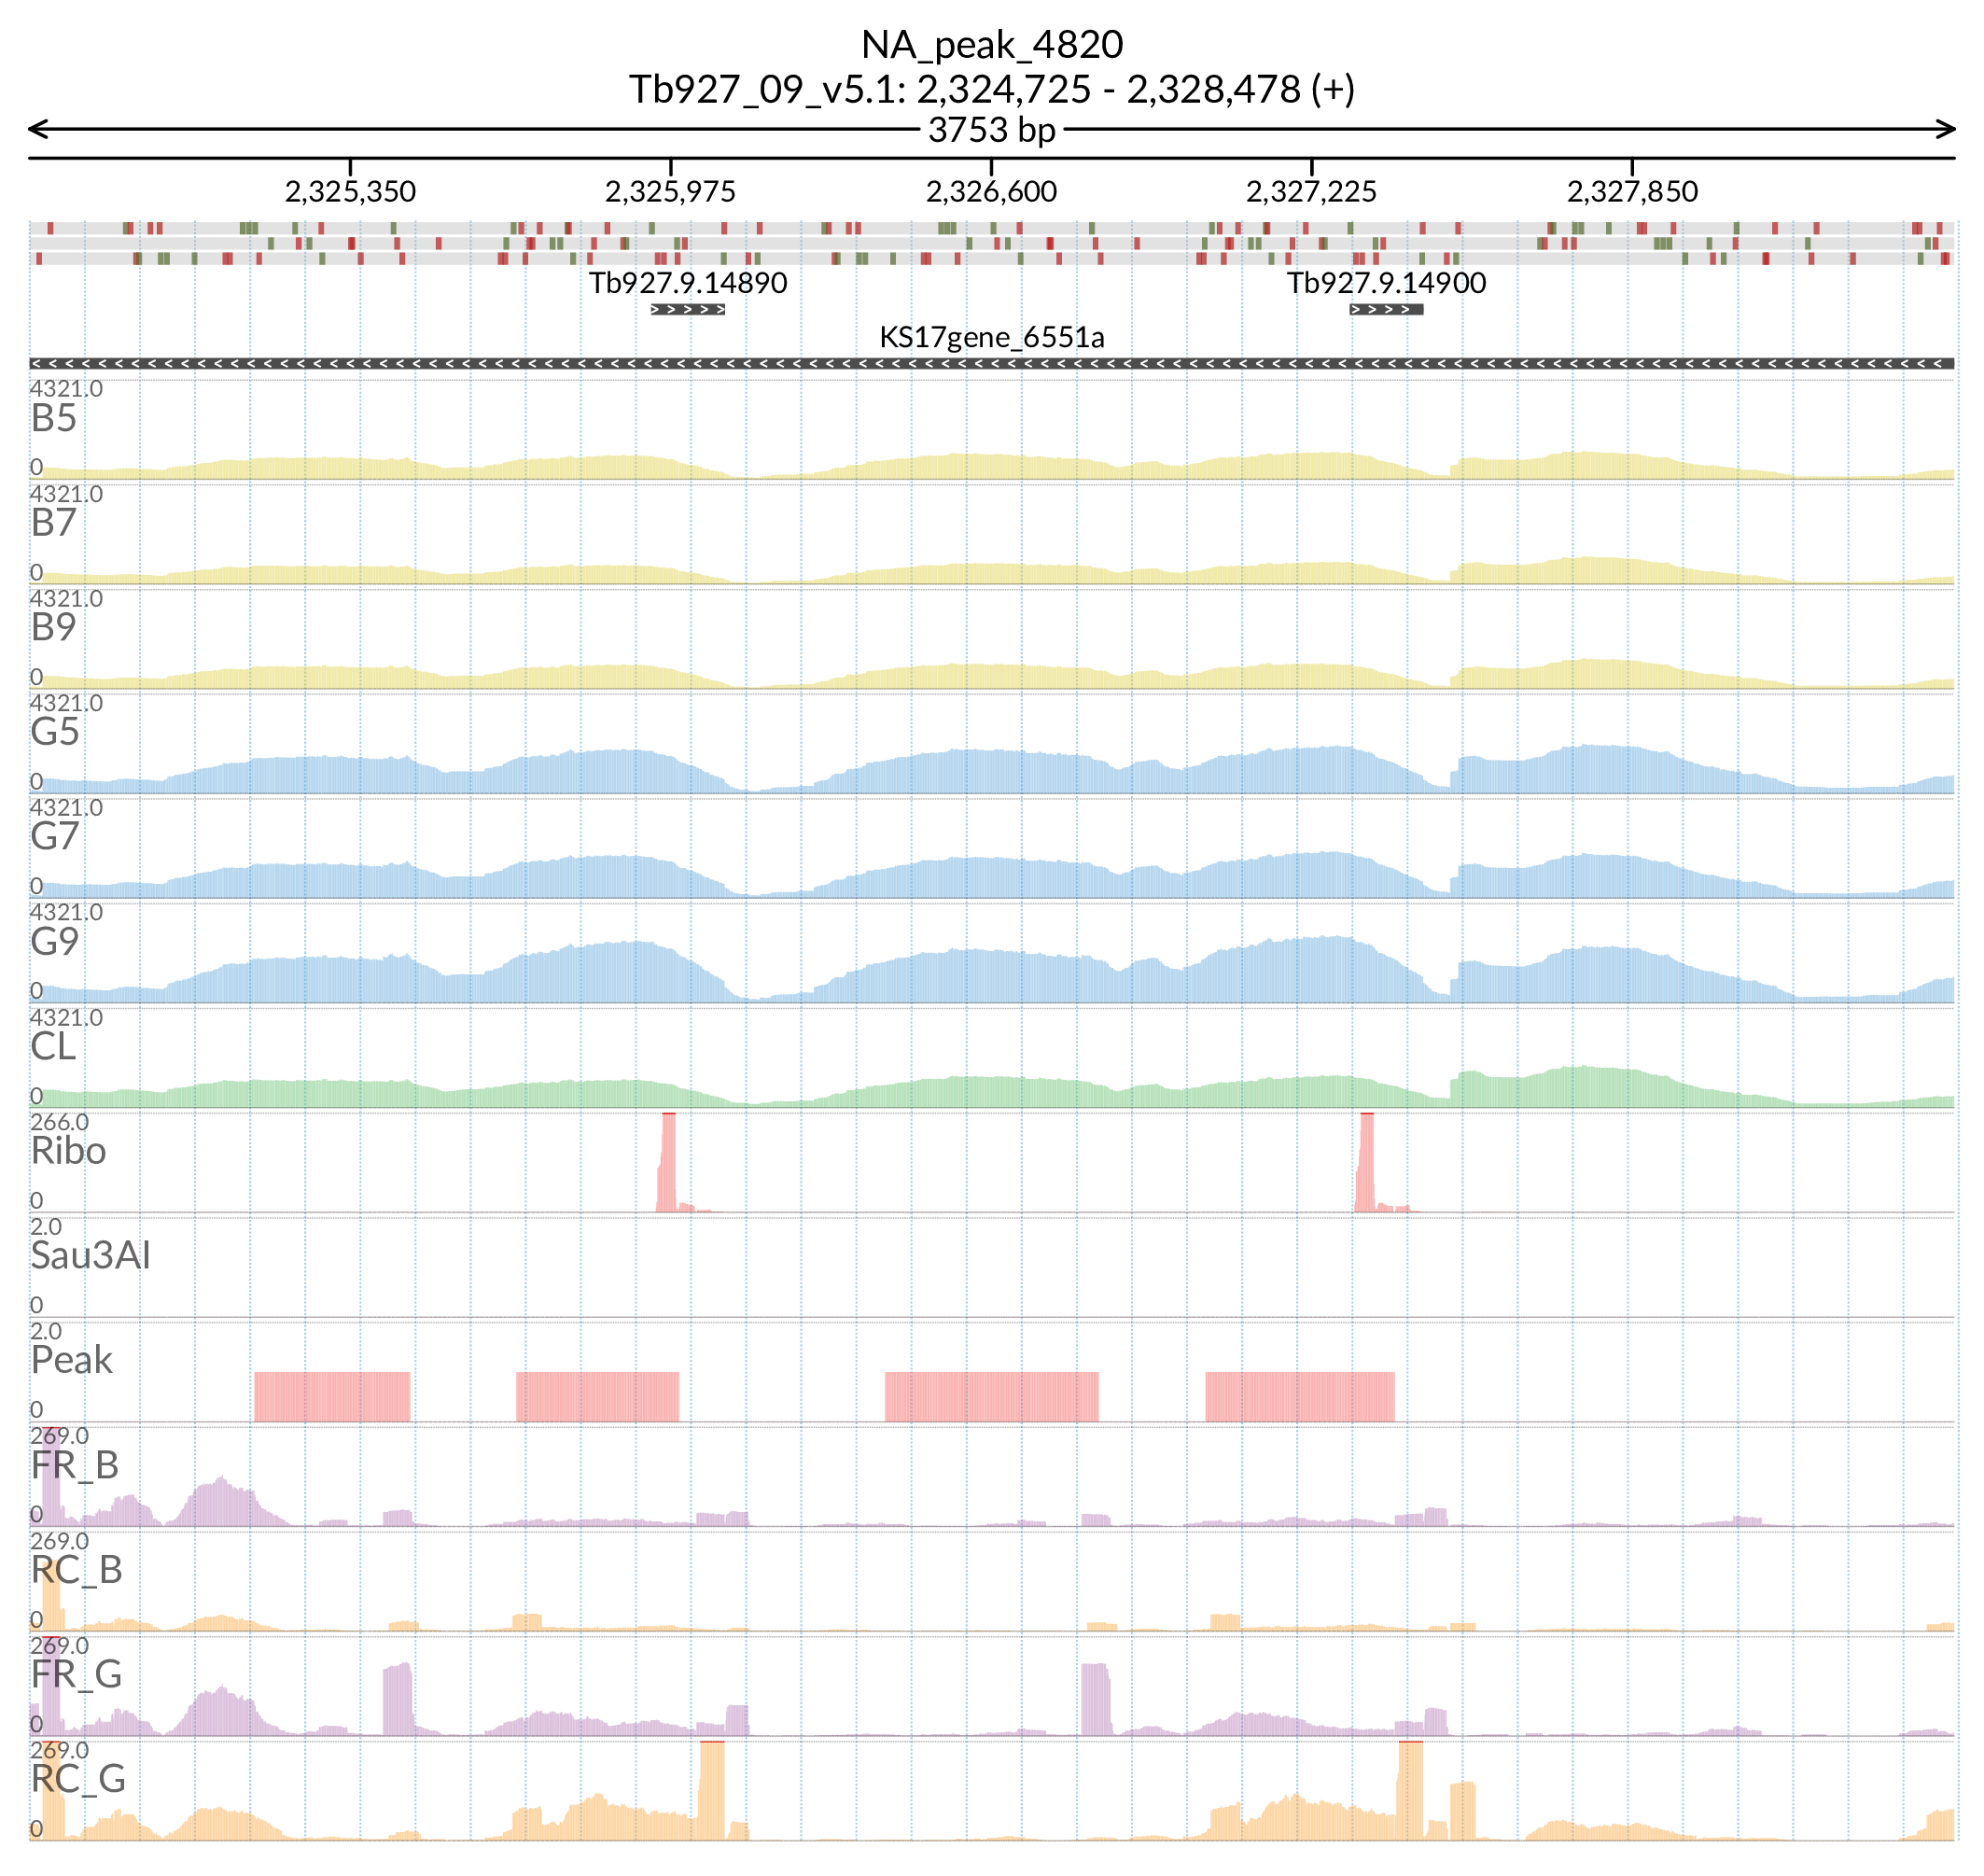 NA_peak_4820
Tb927_09_v5.1: 2,324,725 - 2,328,478 (+)
3753 bp
2,325,350 2,325,975 2,326,600 2,327,225 2,327,850
Tb927.9.14890 Tb927.9.14900
KS17gene_6551a
4321.0
B5
0
4321.0
B7
0
4321.0
B9
0
4321.0
G5
0
4321.0
G7
0
4321.0
G9
0
4321.0
CL
0
266.0
Ribo
0
2.0
Sau3AI
0
2.0
Peak
0
269.0
FR_B
0
269.0
RC_B
0
269.0
FR_G
0
269.0
RC_G
0